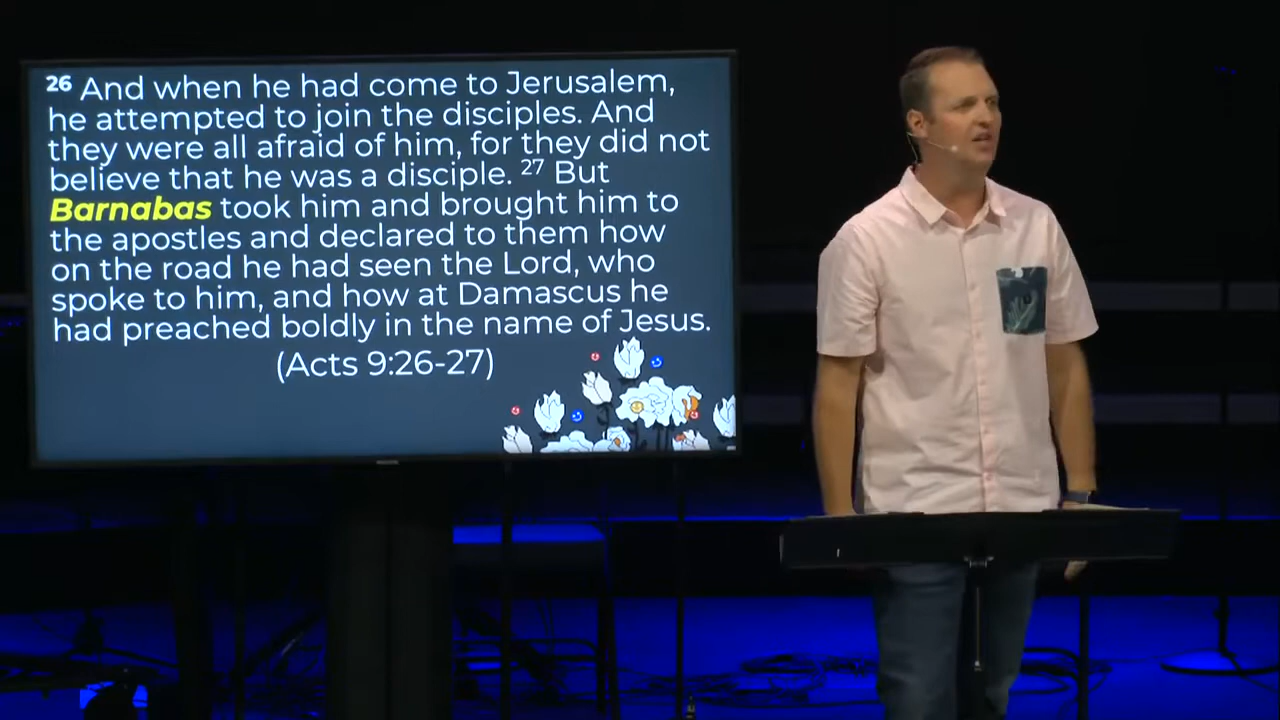 26 And when he had come to Jerusalem,
he attempted to join the disciples. And
they were all afraid of him, for they did not
believe that he was a disciple. 27 But
Barnabas took him and brought him to
the apostles and declared to them how
on the road he had seen the Lord, who
spoke to him, and how at Damascus he
had preached boldly in the name of Jesus.
(Acts 9:26-27)